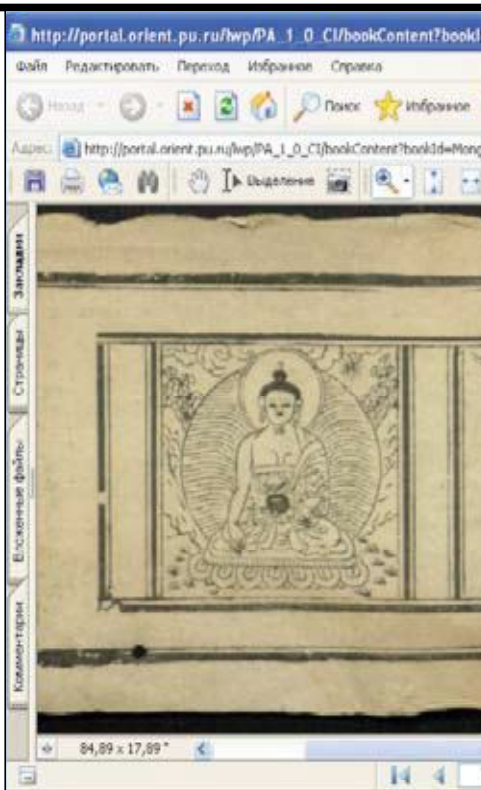 http://portal.orient.pu.ru/lwp/PA_1_0_CI/bookContent?bookI
Файл Редактировать Переход Избранное Справка
Назад Поиск Избранное
Адрес: http://portal.orient.pu.ru/lwp/PA_1_0_CI/bookContent?bookId=Mong
Выделение
Закладки
Страницы
Вложенные файлы
Комментарии
84,89 x 17,89"